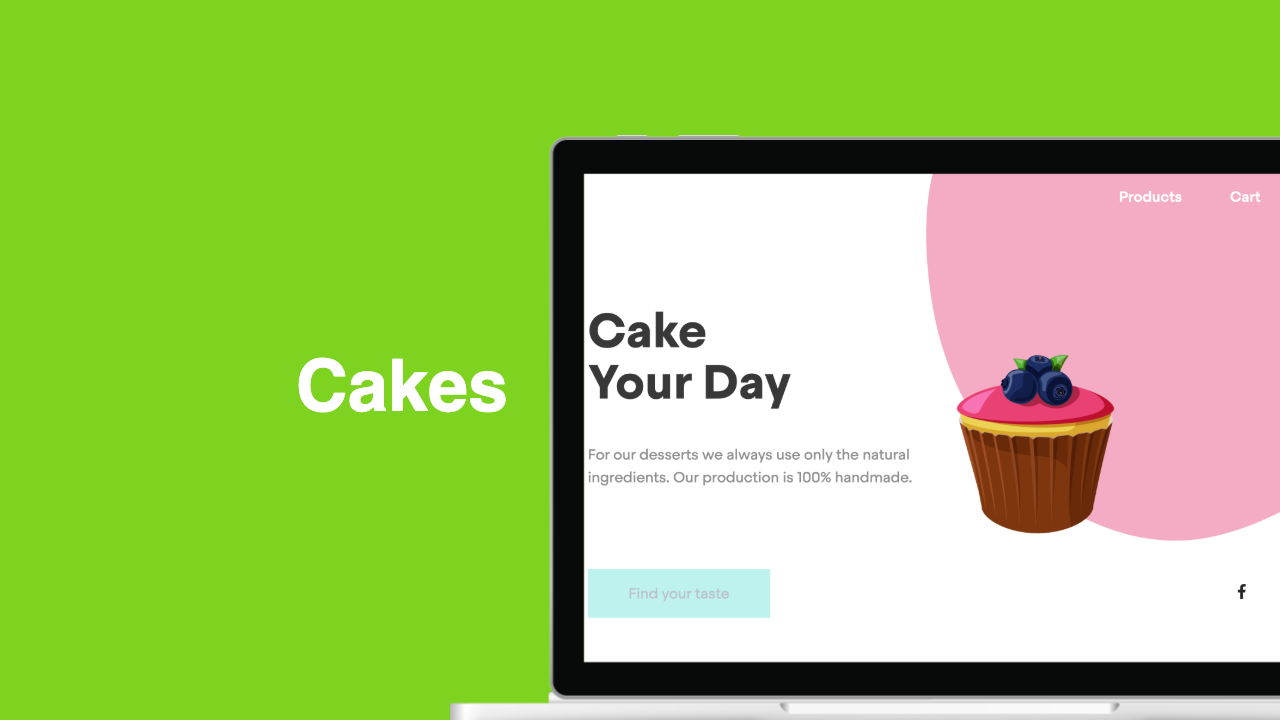 Cakes
Products
Cart
Cake
Your Day
For our desserts we always use only the natural
ingredients. Our production is 100% handmade.
Find your taste